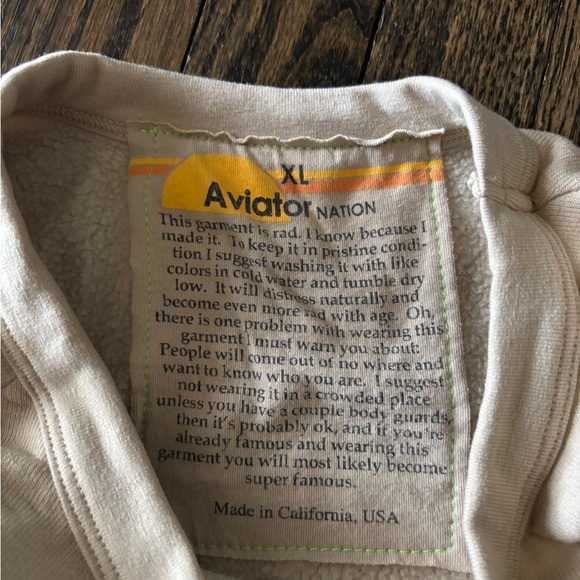 XL
Aviator NATION
This garment is rad. I know because I
made it. To keep it in pristine condi-
tion I suggest washing it with like
colors in cold water and tumble dry
low. It will distress naturally and
become even more rad with age. Oh,
there is one problem with wearing this
garment I must warn you about:
People will come out of no where and
want to know who you are. I suggest
not wearing it in a crowded place
unless you have a couple body guards,
then it's probably ok, and if you're
already famous and wearing this
garment you will most likely become
super famous.
Made in California, USA